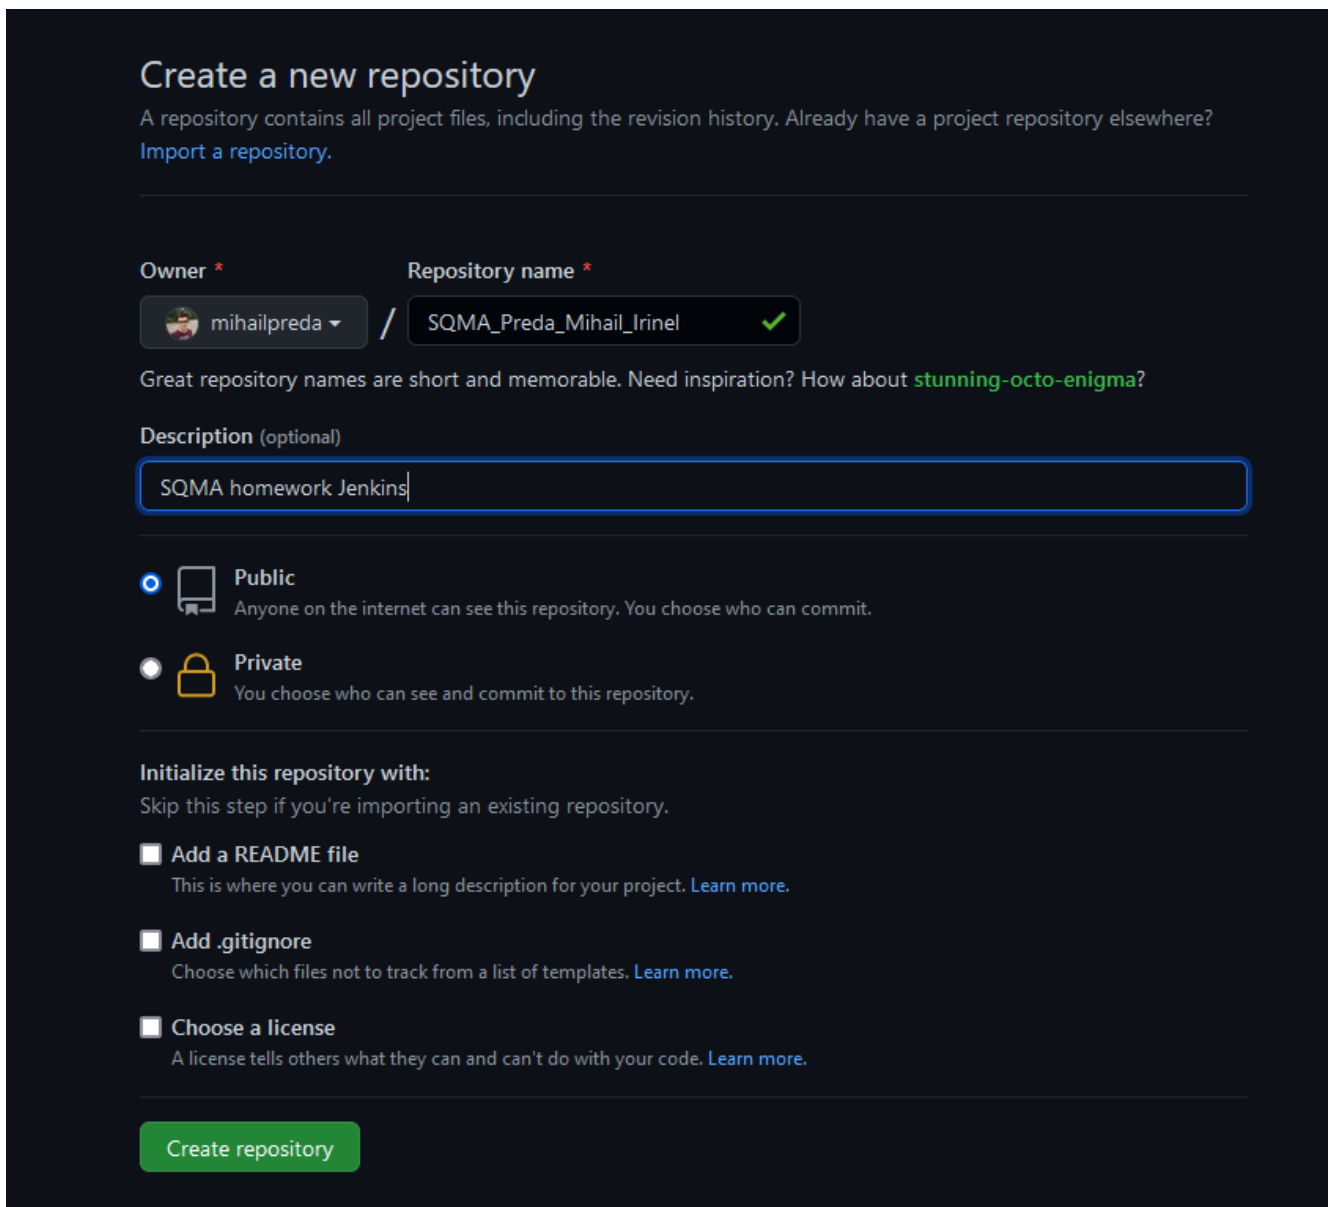 Create a new repository
A repository contains all project files, including the revision history. Already have a project repository elsewhere?
Import a repository.
Owner * Repository name *
mihailpreda / SQMA_Preda_Mihail_Irinel
Great repository names are short and memorable. Need inspiration? How about stunning-octo-enigma?
Description (optional)
SQMA homework Jenkins
Public
Anyone on the internet can see this repository. You choose who can commit.
Private
You choose who can see and commit to this repository.
Initialize this repository with:
Skip this step if you're importing an existing repository.
Add a README file
This is where you can write a long description for your project. Learn more.
Add .gitignore
Choose which files not to track from a list of templates. Learn more.
Choose a license
A license tells others what they can and can't do with your code. Learn more.
Create repository